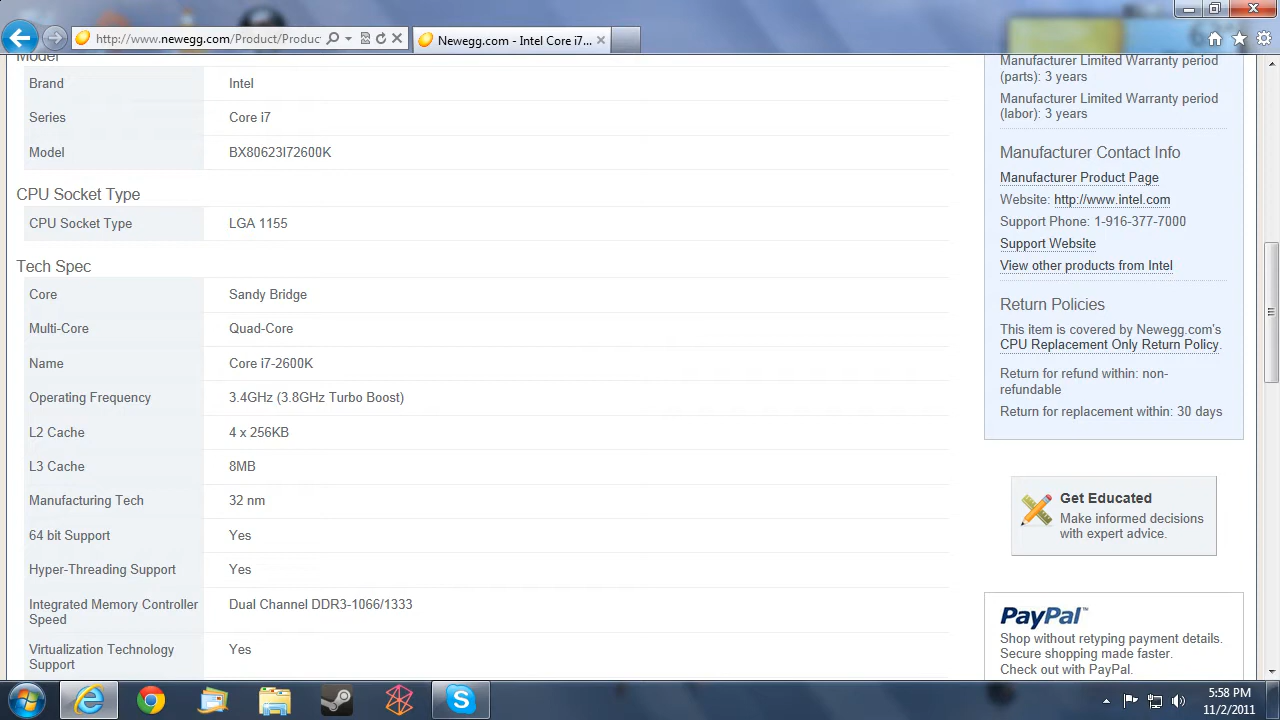 http://www.newegg.com/Product/Produc
Newegg.com - Intel Core i7...
Model
Brand Intel
Series Core i7
Model BX80623I72600K
CPU Socket Type
CPU Socket Type LGA 1155
Tech Spec
Core Sandy Bridge
Multi-Core Quad-Core
Name Core i7-2600K
Operating Frequency 3.4GHz (3.8GHz Turbo Boost)
L2 Cache 4 x 256KB
L3 Cache 8MB
Manufacturing Tech 32 nm
64 bit Support Yes
Hyper-Threading Support Yes
Integrated Memory Controller Dual Channel DDR3-1066/1333
Speed
Virtualization Technology Yes
Support
Manufacturer Limited Warranty period
(parts): 3 years
Manufacturer Limited Warranty period
(labor): 3 years
Manufacturer Contact Info
Manufacturer Product Page
Website: http://www.intel.com
Support Phone: 1-916-377-7000
Support Website
View other products from Intel
Return Policies
This item is covered by Newegg.com's
CPU Replacement Only Return Policy.
Return for refund within: non-
refundable
Return for replacement within: 30 days
Get Educated
Make informed decisions
with expert advice.
PayPal™
Shop without retyping payment details.
Secure shopping made faster.
Check out with PayPal.
5:58 PM
11/2/2011